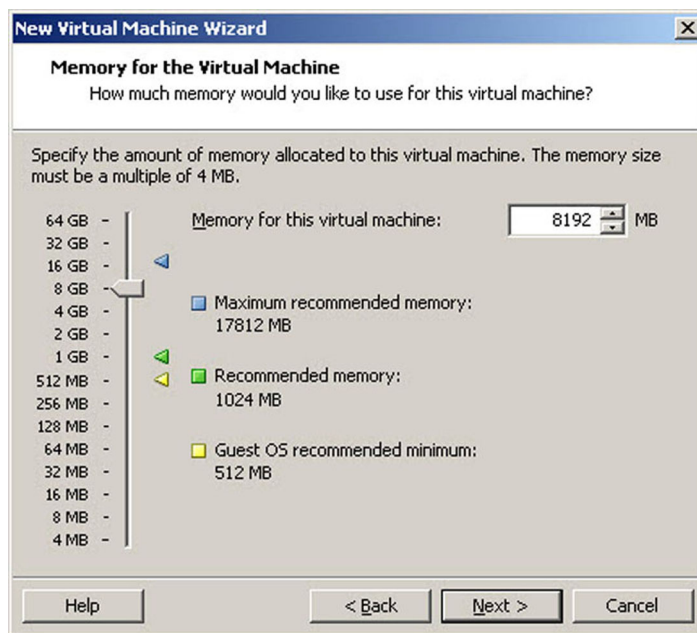 New Virtual Machine Wizard
Memory for the Virtual Machine
How much memory would you like to use for this virtual machine?
Specify the amount of memory allocated to this virtual machine. The memory size
must be a multiple of 4 MB.
Memory for this virtual machine: 8192 MB
64 GB
32 GB
16 GB
8 GB
4 GB
2 GB
1 GB
512 MB
256 MB
128 MB
64 MB
32 MB
16 MB
8 MB
4 MB
Maximum recommended memory:
17812 MB
Recommended memory:
1024 MB
Guest OS recommended minimum:
512 MB
Help
< Back
Next >
Cancel